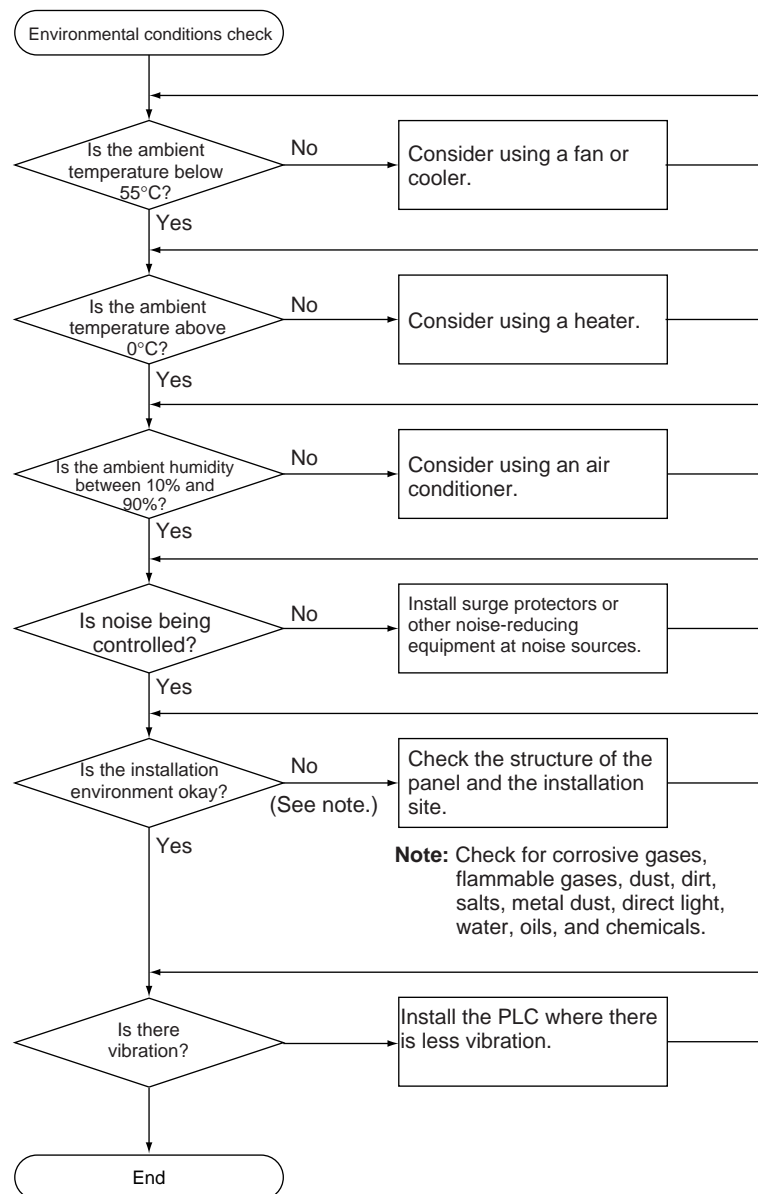 Environmental conditions check
Is the ambient
temperature below
55°C?
No
Consider using a fan or
cooler.
Yes
Is the ambient
temperature above
0°C?
No
Consider using a heater.
Yes
Is the ambient humidity
between 10% and
90%?
No
Consider using an air
conditioner.
Yes
Is noise being
controlled?
No
Install surge protectors or
other noise-reducing
equipment at noise sources.
Yes
Is the installation
environment okay?
No
(See note.)
Check the structure of the
panel and the installation
site.
Yes
Note: Check for corrosive gases,
flammable gases, dust, dirt,
salts, metal dust, direct light,
water, oils, and chemicals.
Is there
vibration?
Install the PLC where there
is less vibration.
End